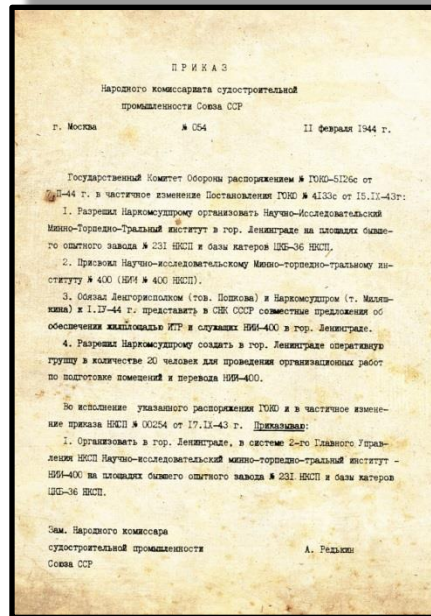 П Р И К А З
Народного комиссариата судостроительной
промышленности Союза ССР
г. Москва № 054 II февраля 1944 г.
Государственный Комитет Обороны распоряжением № ГОКО-5126с от
П-44 г. в частичное изменение Постановления ГОКО № 4133с от 15.IX-43г:
I. Разрешил Наркомсудпрому организовать Научно-Исследовательский
Минно-Торпедно-Тральный институт в гор. Ленинграде на площадях бывше-
го опытного завода № 231 НКСП и базы катеров ЦКБ-36 НКСП.
2. Присвоил Научно-исследовательскому Минно-торпедно-тральному ин-
ституту № 400 (НИИ № 400 НКСП).
3. Обязал Ленгорисполком (тов. Попкова) и Наркомсудпром (т. Миляш-
кина) к I.IУ-44 г. представить в СНК СССР совместные предложения об
обеспечении жилплощадью ИТР и служащих НИИ-400 в гор. Ленинграде.
4. Разрешил Наркомсудпрому создать в гор. Ленинграде оперативную
группу в количестве 20 человек для проведения организационных работ
по подготовке помещений и перевода НИИ-400.
Во исполнение указанного распоряжения ГОКО и в частичное измене-
ние приказа НКСП № 00254 от 17.IX-43 г. Приказываю:
I. Организовать в гор. Ленинграде, в системе 2-го Главного Управ-
ления НКСП Научно-исследовательский минно-торпедно-тральный институт -
НИИ-400 на площадях бывшего опытного завода № 231 НКСП и базы катеров
ЦКБ-36 НКСП.
Зам. Народного комиссара
судостроительной промышленности А. Редькин
Союза ССР